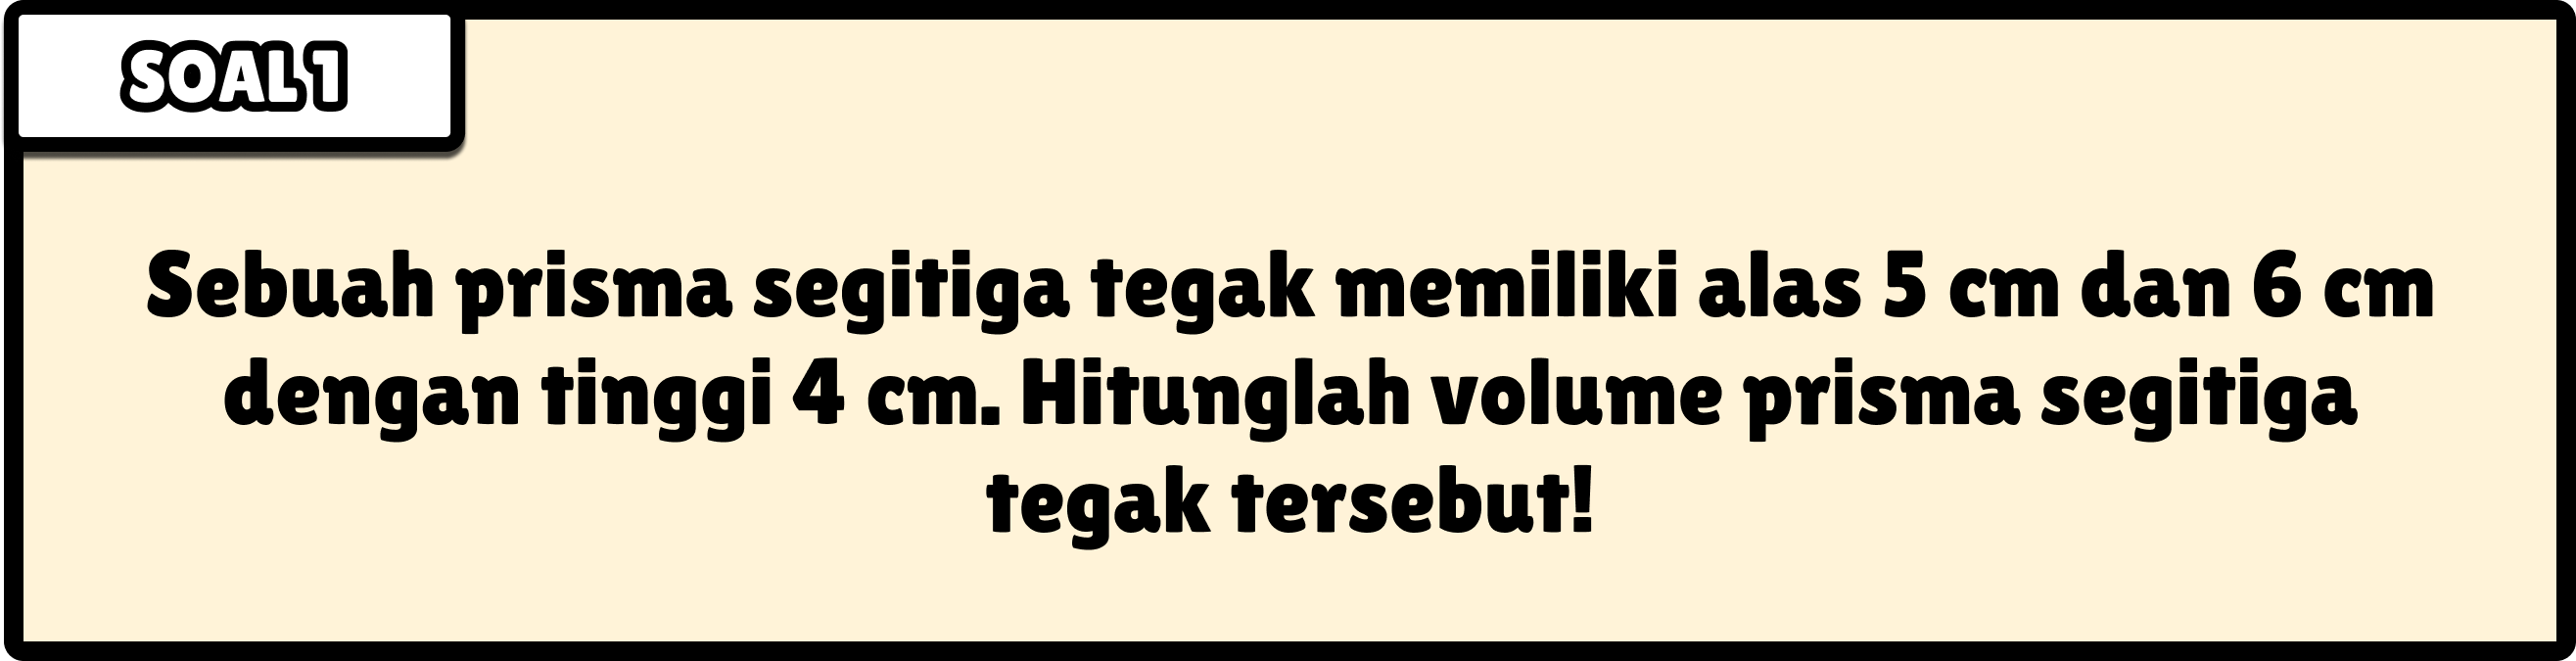 SOAL 1
Sebuah prisma segitiga tegak memiliki alas 5 cm dan 6 cm
dengan tinggi 4 cm. Hitunglah volume prisma segitiga
tegak tersebut!